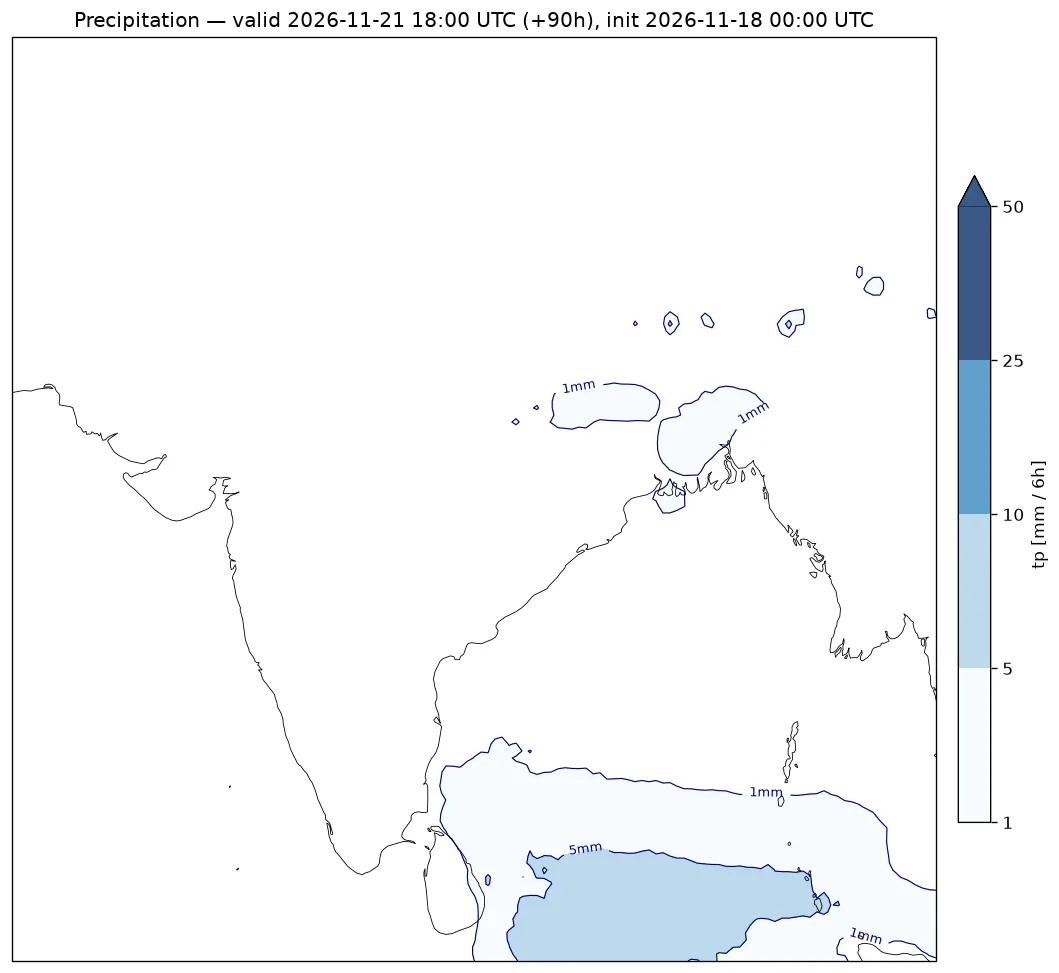 Precipitation — valid 2026-11-21 18:00 UTC (+90h), init 2026-11-18 00:00 UTC
50
25
10
5
1
tp [mm / 6h]
1mm
1mm
1mm
5mm
1mm